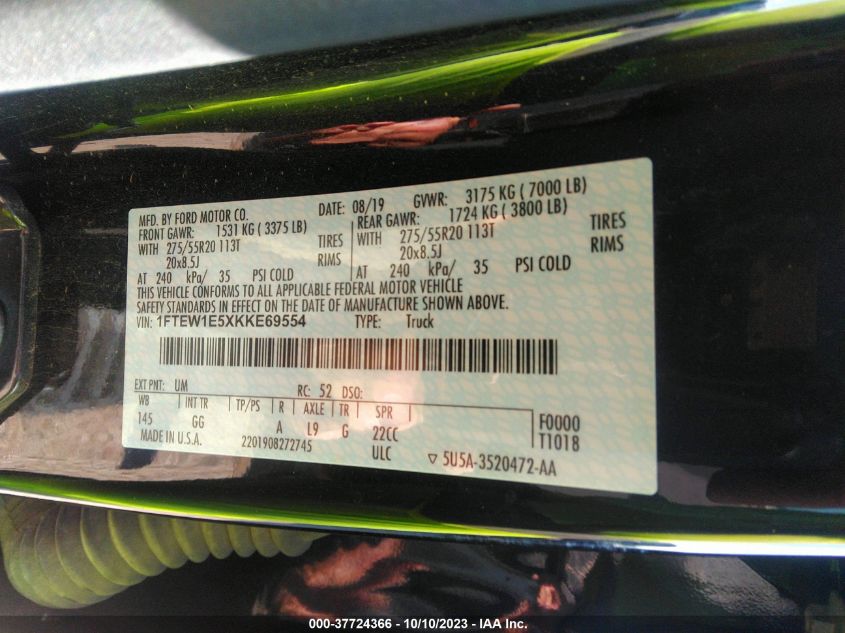 MFD. BY FORD MOTOR CO.
DATE: 08/19 GVWR: 3175 KG ( 7000 LB)
FRONT GAWR: 1531 KG ( 3375 LB)
WITH 275/55R20 113T TIRES
20x8.5J RIMS
AT 240 kPa/ 35 PSI COLD
REAR GAWR: 1724 KG ( 3800 LB)
WITH 275/55R20 113T TIRES
20x8.5J RIMS
AT 240 kPa/ 35 PSI COLD
THIS VEHICLE CONFORMS TO ALL APPLICABLE FEDERAL MOTOR VEHICLE
SAFETY STANDARDS IN EFFECT ON THE DATE OF MANUFACTURE SHOWN ABOVE.
VIN: 1FTEW1E5XKKE69554 TYPE: Truck
EXT PNT: UM RC: 52 DSO:
WB INT TR TP/PS R AXLE TR SPR
145 GG A L9 G 22CC
F0000
T1018
MADE IN U.S.A. 2201908272745 ULC
▽ 5U5A-3520472-AA
000-37724366 - 10/10/2023 - IAA Inc.